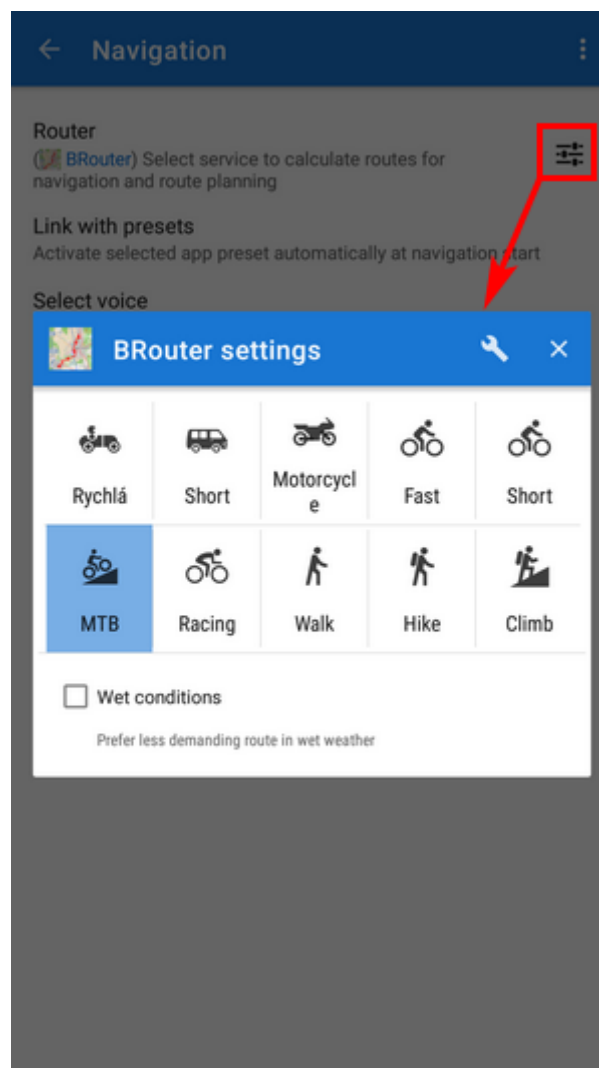 Navigation
Router
(BRouter) Select service to calculate routes for
navigation and route planning
Link with presets
Activate selected app preset automatically at navigation start
Select voice
BRouter settings
Rychlá
Short
Motorcycl
e
Fast
Short
MTB
Racing
Walk
Hike
Climb
Wet conditions
Prefer less demanding route in wet weather